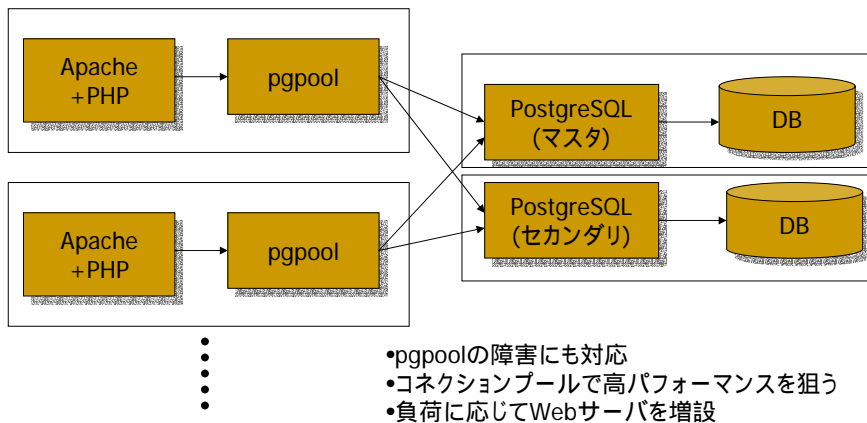 Apache
+PHP
pgpool
PostgreSQL
(マスタ)
DB
Apache
+PHP
pgpool
PostgreSQL
(セカンダリ)
DB
•pgpoolの障害にも対応
•コネクションプールで高パフォーマンスを狙う
•負荷に応じてWebサーバを増設